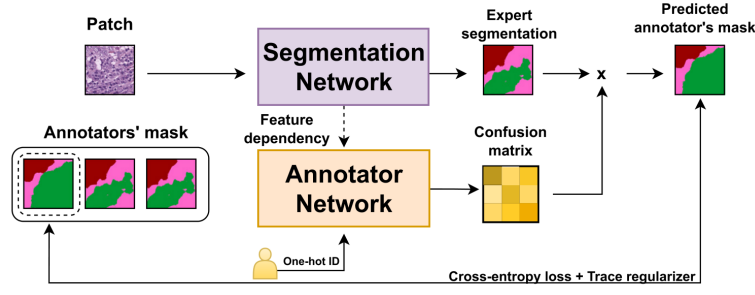 Patch
Segmentation
Network
Expert
segmentation
x
Predicted
annotator's mask
Feature
dependency
Annotators' mask
Annotator
Network
Confusion
matrix
One-hot ID
Cross-entropy loss + Trace regularizer